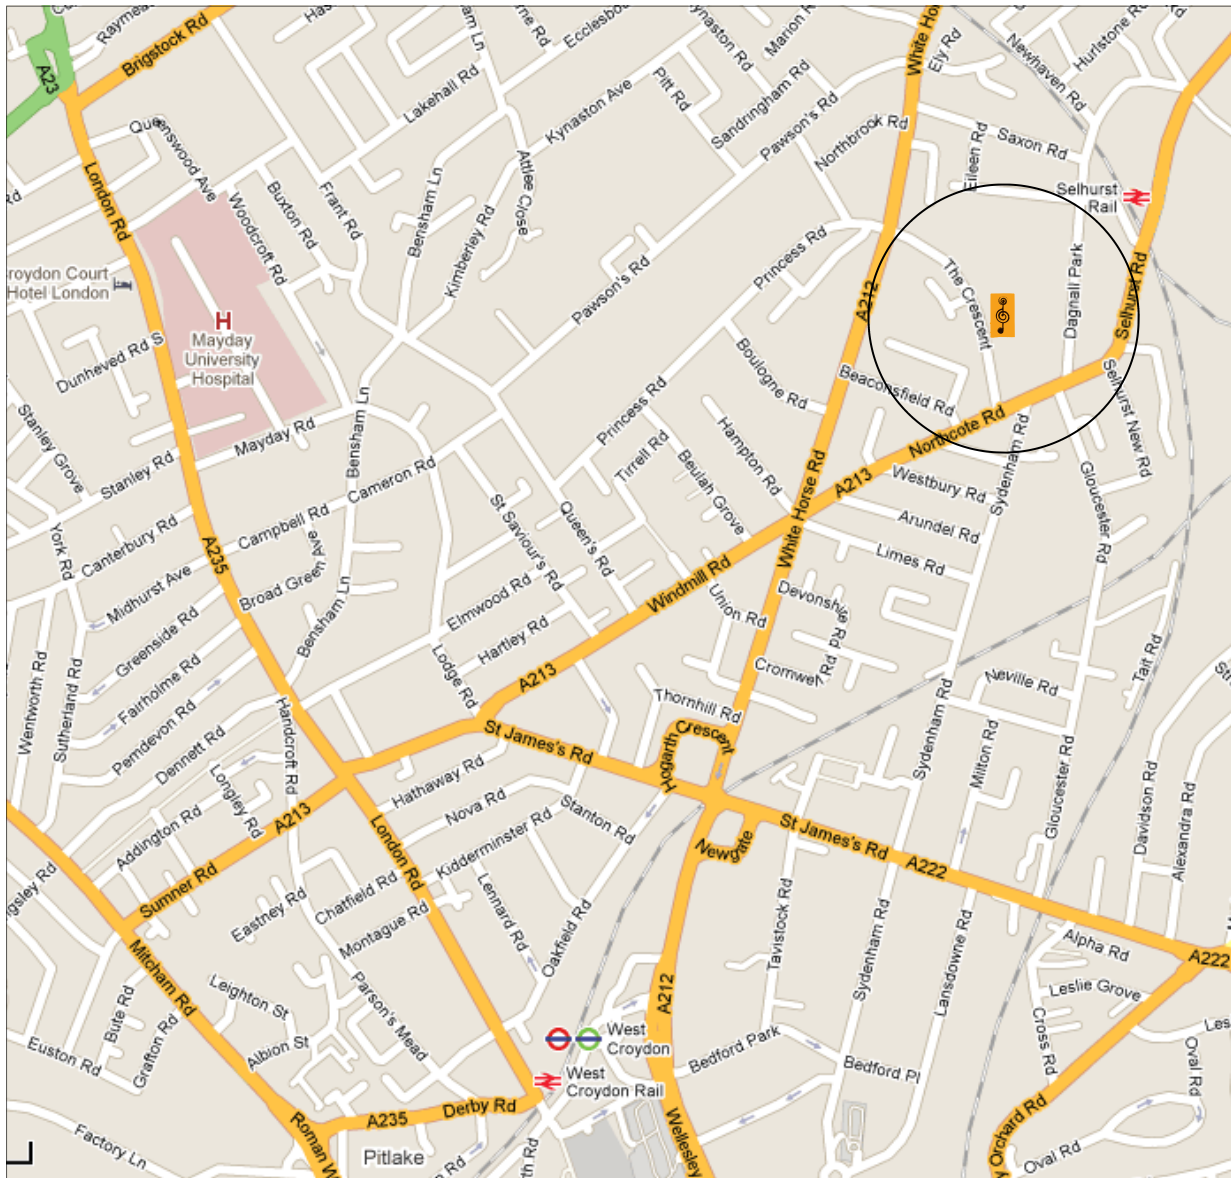 Brigstock Rd
A23
Lakehall Rd
Kynaston Ave
Pitt Rd
Sandringham Rd
Pawson's Rd
Northbrook Rd
Ely Rd
Newhaven Rd
Saxon Rd
Eileen Rd
Selhurst
Rail
London Rd
Queenswood Ave
Woodcroft Rd
Buxton Rd
Frant Rd
Bensham Ln
Kimberley Rd
Attlee Close
Pawson's Rd
Princess Rd
A212
The Crescent
Dagnall Park
Selhurst Rd
Hotel London
H
Mayday
University
Hospital
Dunheved Rd S
Boulogne Rd
Beaconsfield Rd
Northcote Rd
Selhurst New Rd
Stanley Grove
Stanley Rd
Mayday Rd
Bensham Ln
Cameron Rd
Princess Rd
Tirrell Rd
Beulah Grove
Hampton Rd
White Horse Rd
A213
Westbury Rd
Sydenham Rd
Gloucester Rd
Arundel Rd
Limes Rd
York Rd
Canterbury Rd
A235
Campbell Rd
Broad Green Ave
St Saviour's Rd
Queen's Rd
Windmill Rd
Midhurst Ave
Greenside Rd
Fairholme Rd
Pemdevon Rd
Dennett Rd
Bensham Ln
Elmwood Rd
Hartley Rd
Lodge Rd
A213
Union Rd
Devonshire Rd
Cromwell Rd
Thornhill Rd
Hogarth Crescent
St James's Rd
Neville Rd
Tait Rd
Sydenham Rd
Milton Rd
Gloucester Rd
Davidson Rd
Alexandra Rd
Wentworth Rd
Sutherland Rd
Handcroft Rd
Longley Rd
Addington Rd
A213
Sumner Rd
Hathaway Rd
Nova Rd
Kidderminster Rd
Stanton Rd
London Rd
Chatfield Rd
Montague Rd
Eastney Rd
Lennard Rd
Oakfield Rd
Newgate
St James's Rd
A222
Tavistock Rd
Sydenham Rd
Lansdowne Rd
Alpha Rd
A222
Leslie Grove
Cross Rd
Oval Rd
Mitcham Rd
Leighton St
Albion St
Parson's Mead
Bute Rd
Grafton Rd
Euston Rd
Factory Ln
A235
Derby Rd
Pitlake
West
Croydon
West
Croydon Rail
A212
Bedford Park
Wellesley
Orchard Rd
Oval Rd